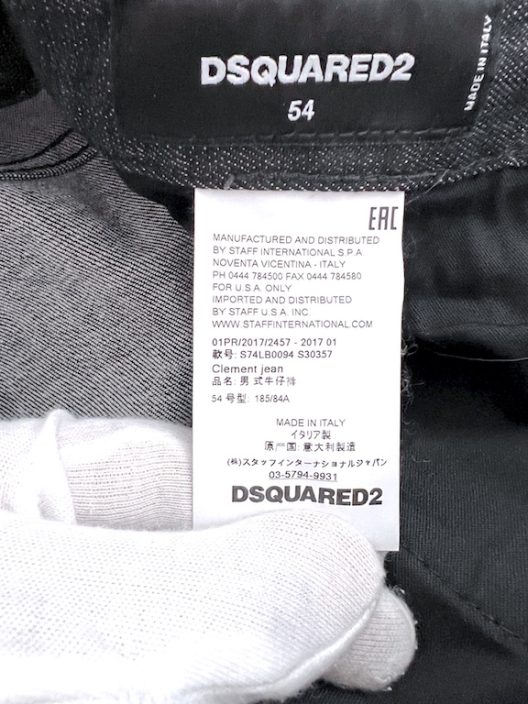 DSQUARED2
54
MADE IN ITALY
EAC
MANUFACTURED AND DISTRIBUTED
BY STAFF INTERNATIONAL S.P.A
NOVENTA VICENTINA - ITALY
PH 0444 784500 FAX 0444 784580
FOR U.S.A. ONLY
IMPORTED AND DISTRIBUTED
BY STAFF U.S.A. INC.
WWW.STAFFINTERNATIONAL.COM
01PR/2017/2457 - 2017 01
款号: S74LB0094 S30357
Clement jean
品名: 男式牛仔裤
54 号型: 185/84A
MADE IN ITALY
イタリア製
原产国:意大利製造
(株)スタッフインターナショナルジャパン
03-5794-9931
DSQUARED2